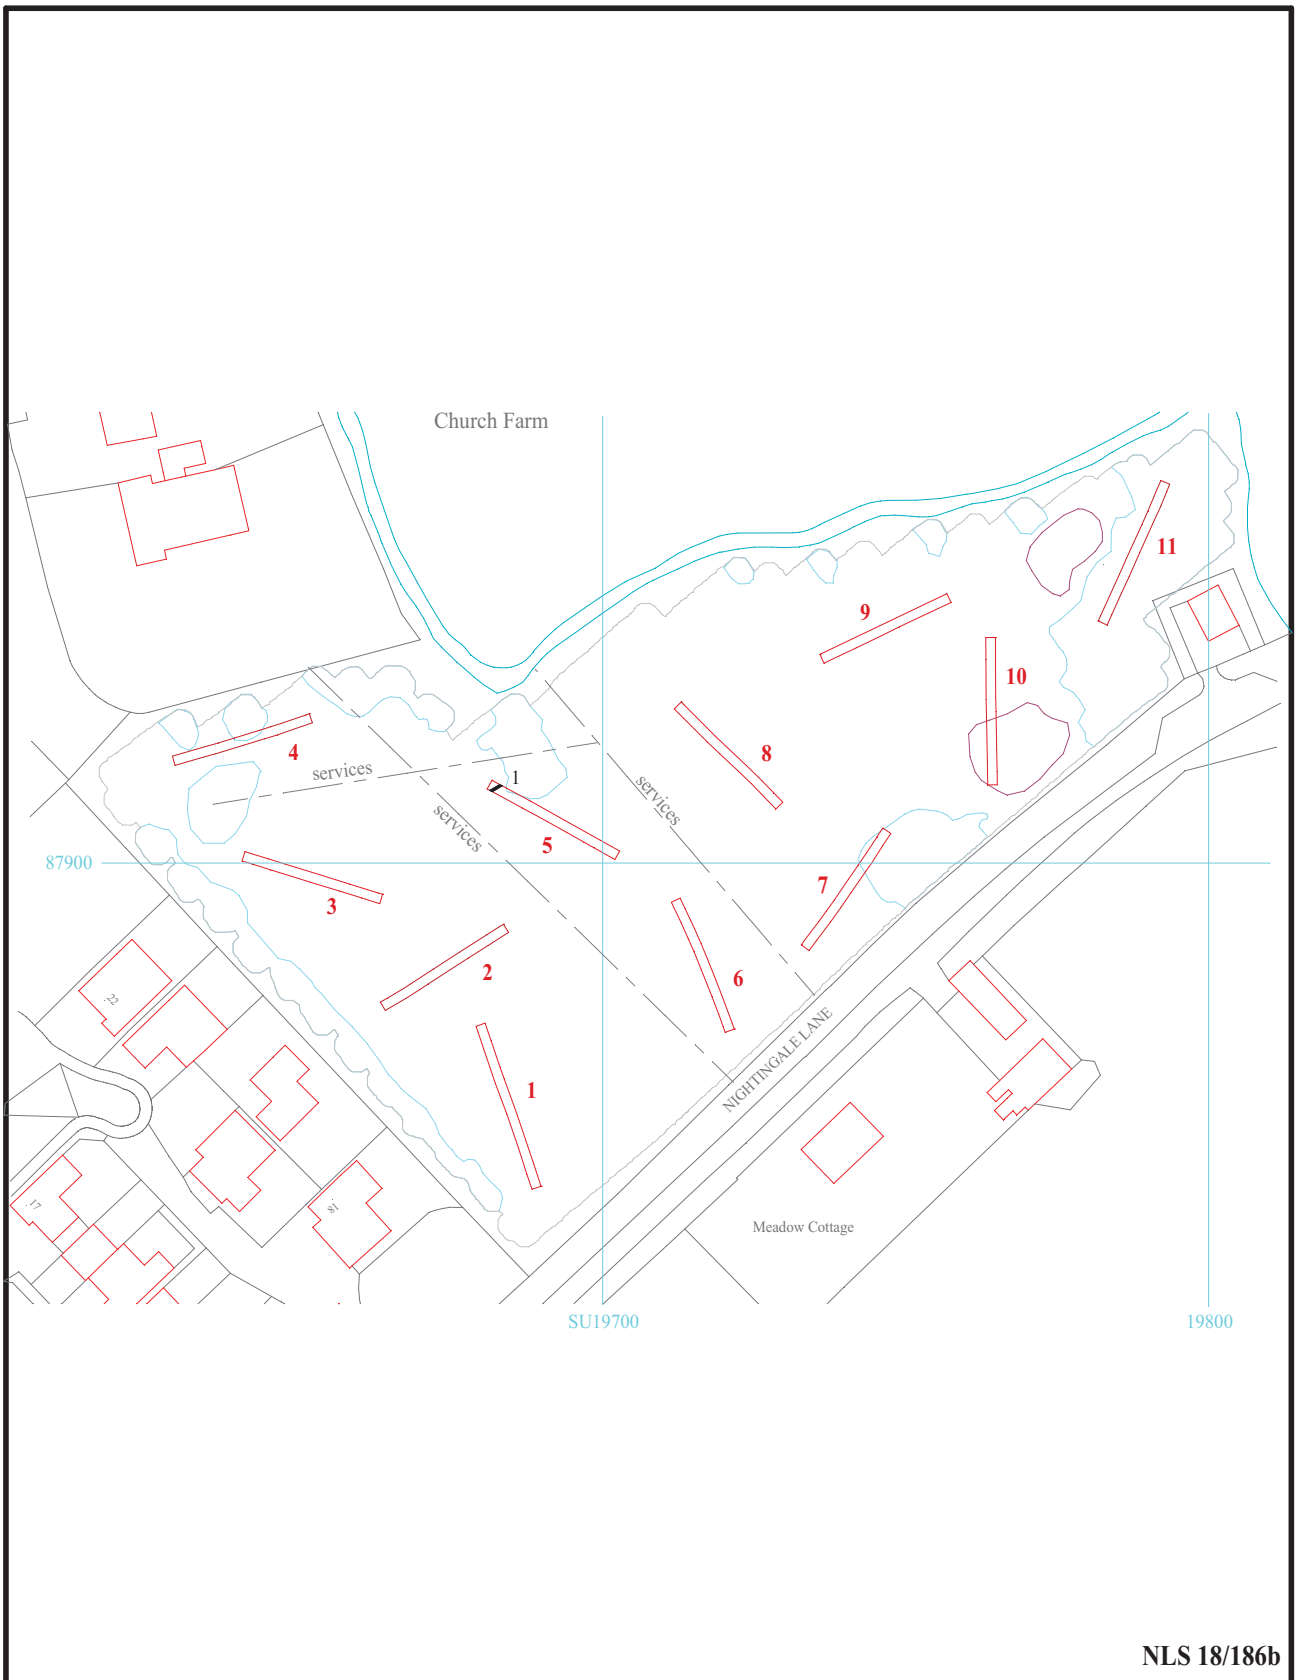 Church Farm
11
9
10
4
8
services
1
services
services
5
87900
7
3
2
6
22
1
NIGHTINGALE LANE
17
18
Meadow Cottage
SU19700
19800
NLS 18/186b